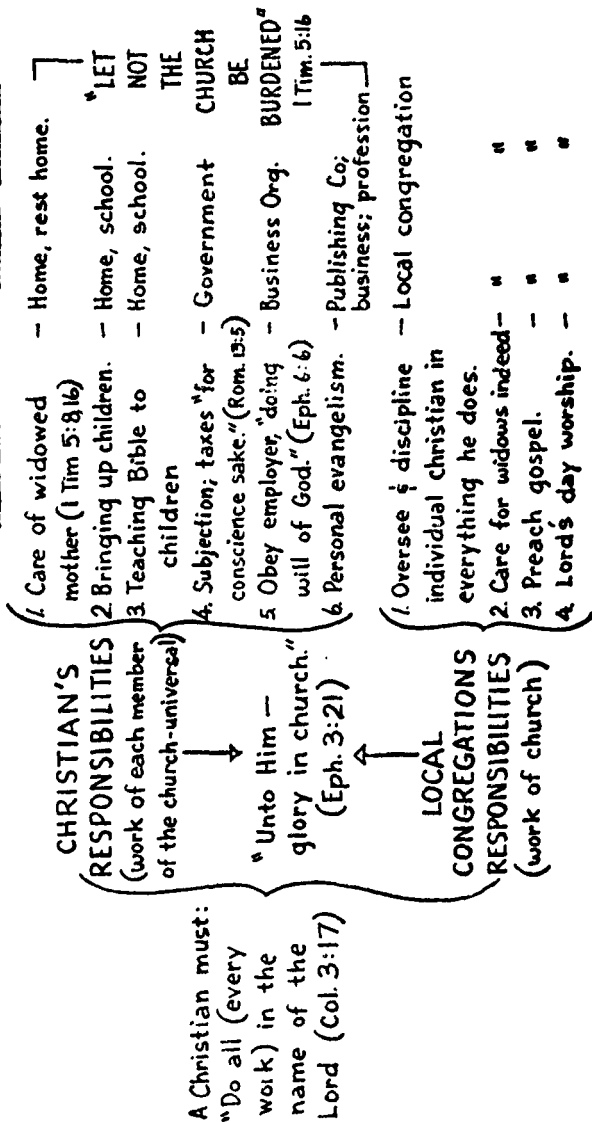 A Christian must:
"Do all (every
work) in the
name of the
Lord (Col. 3:17)
CHRISTIAN'S
RESPONSIBILITIES
(work of each member
of the church-universal)
"Unto Him —
glory in church."
(Eph. 3:21)
LOCAL
CONGREGATIONS
RESPONSIBILITIES
(work of church)
1. Care of widowed – Home, rest home.
mother (1 Tim 5:8,16)
2. Bringing up children. – Home, school.
3. Teaching Bible to – Home, school.
children
4. Subjection; taxes "for – Government
conscience sake." (Rom. 13:5)
5. Obey employer, "doing – Business Org.
will of God." (Eph. 6:6)
6. Personal evangelism. – Publishing Co;
business; profession
"LET
NOT
THE
CHURCH
BE
BURDENED"
1 Tim. 5:16
1. Oversee & discipline – Local congregation
individual christian in
everything he does.
2. Care for widows indeed – " "
3. Preach gospel. – " "
4. Lord's day worship. – " "